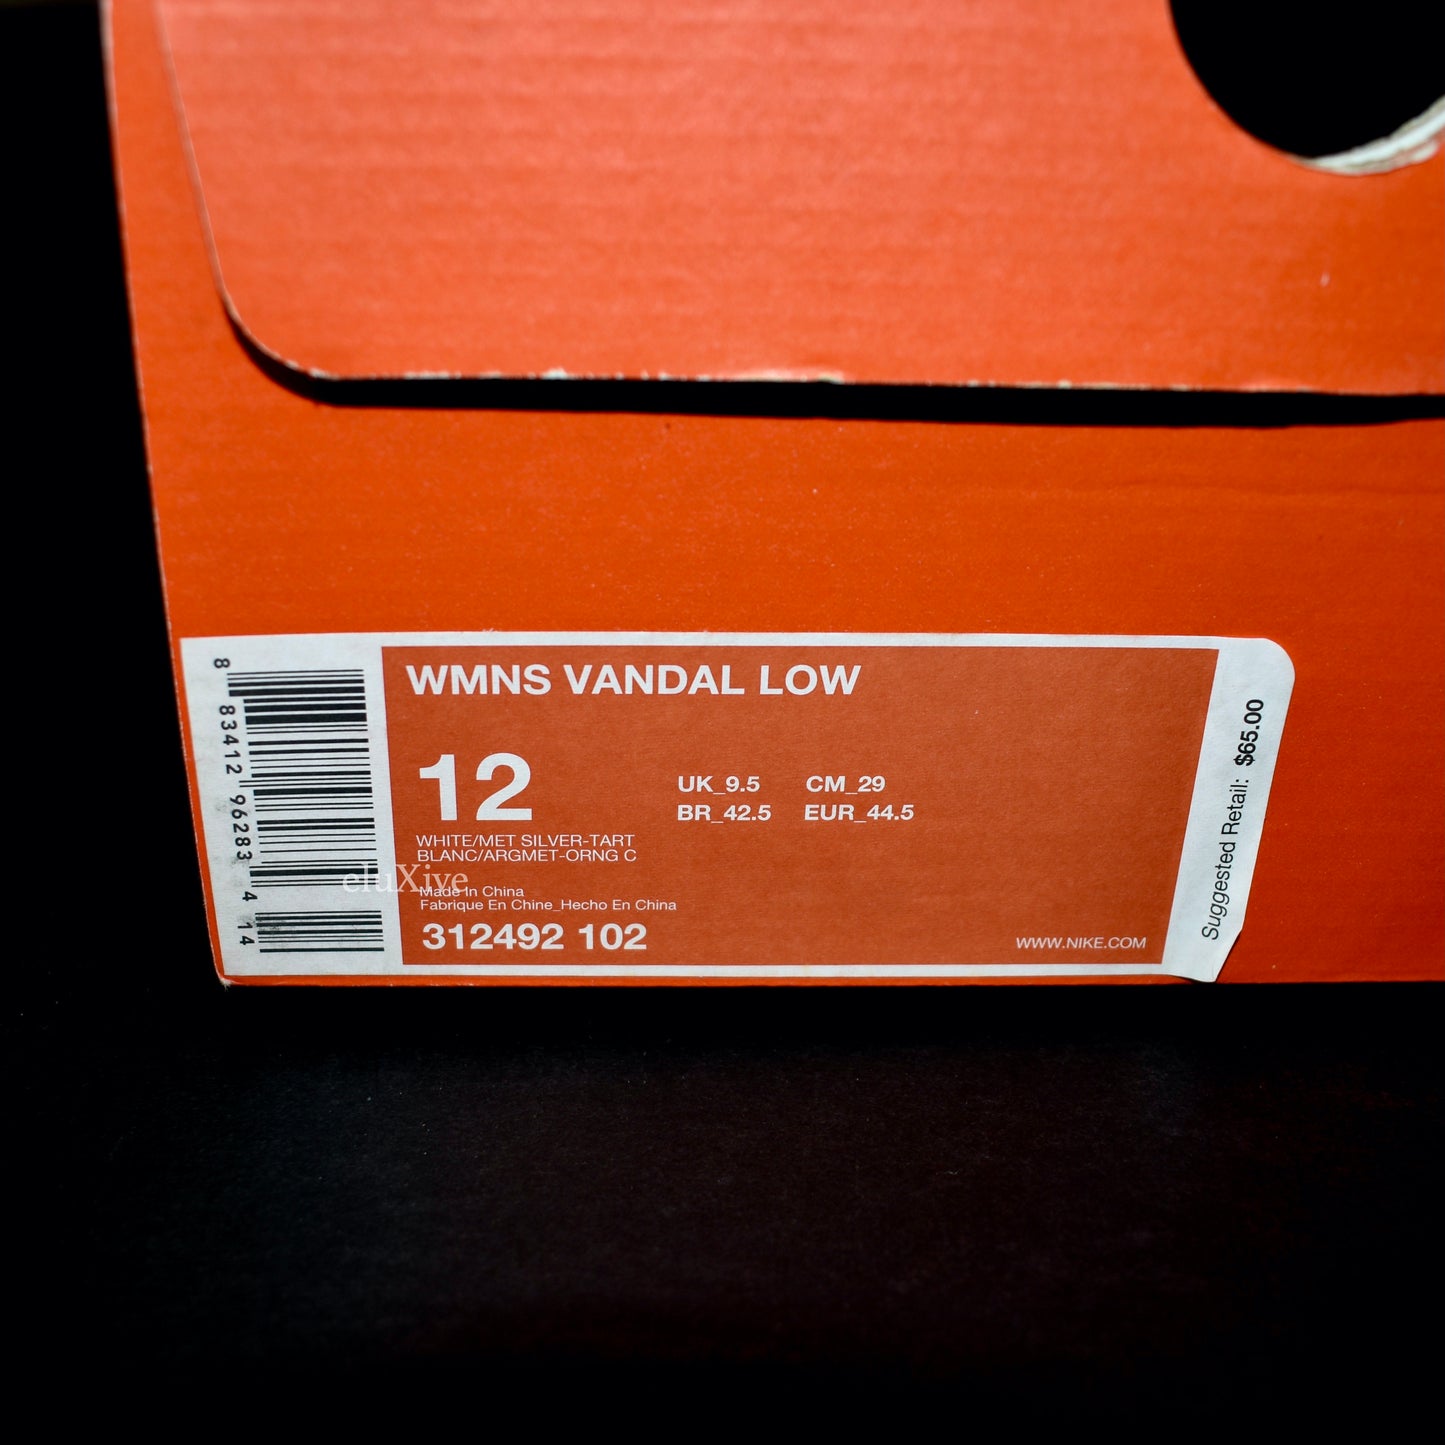 8 83412 96283 4 14
WMNS VANDAL LOW
12
UK_9.5 CM_29
BR_42.5 EUR_44.5
WHITE/MET SILVER-TART
BLANC/ARGMET-ORNG C
eluXive
Made In China
Fabrique En Chine_Hecho En China
312492 102
WWW.NIKE.COM
Suggested Retail: $65.00